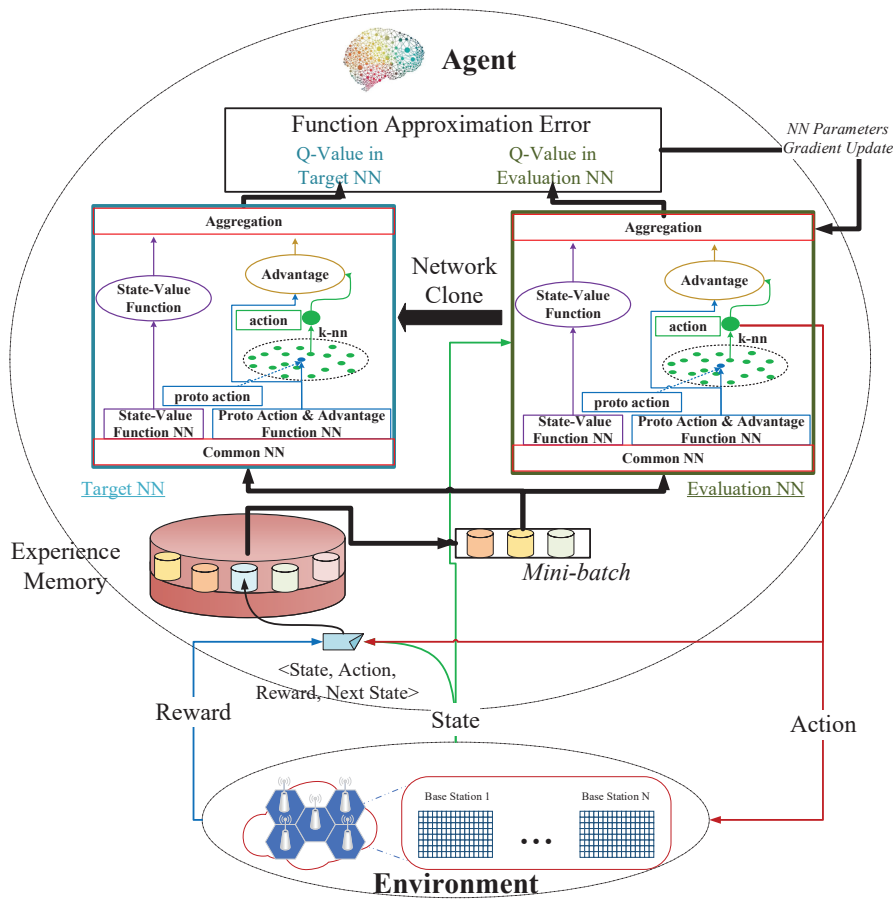 Agent
Function Approximation Error
Q-Value in
Target NN
Q-Value in
Evaluation NN
NN Parameters
Gradient Update
Aggregation
State-Value
Function
Advantage
action
k-nn
proto action
State-Value
Function NN
Proto Action & Advantage
Function NN
Common NN
Target NN
Network
Clone
Aggregation
State-Value
Function
Advantage
action
k-nn
proto action
State-Value
Function NN
Proto Action & Advantage
Function NN
Common NN
Evaluation NN
Experience
Memory
Mini-batch
<State, Action,
Reward, Next State>
Reward
State
Action
Base Station 1
Base Station N
...
Environment